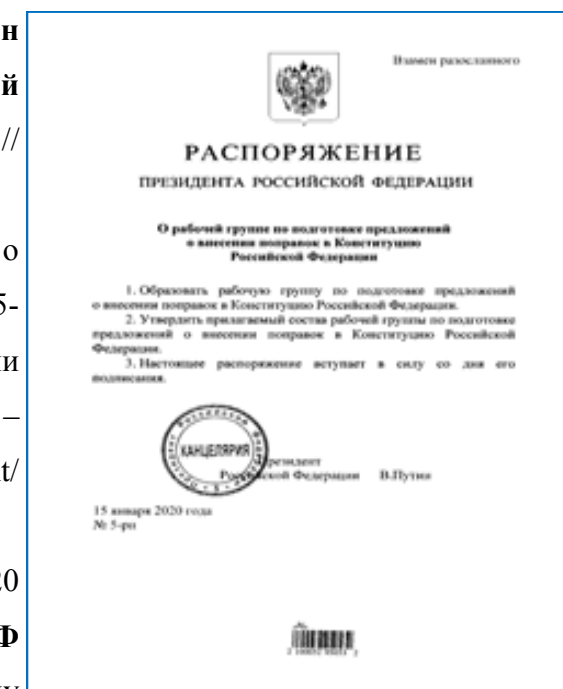 н
й
//
о
5-
ии
–
t/
20
Ф
Взамен разосланного
РАСПОРЯЖЕНИЕ
ПРЕЗИДЕНТА РОССИЙСКОЙ ФЕДЕРАЦИИ
О рабочей группе по подготовке предложений
о внесении поправок в Конституцию
Российской Федерации
1. Образовать рабочую группу по подготовке предложений
о внесении поправок в Конституцию Российской Федерации.
2. Утвердить прилагаемый состав рабочей группы по подготовке
предложений о внесении поправок в Конституцию Российской
Федерации.
3. Настоящее распоряжение вступает в силу со дня его
подписания.
КАНЦЕЛЯРИЯ
Президент
Российской Федерации В.Путин
15 января 2020 года
№ 5-рп